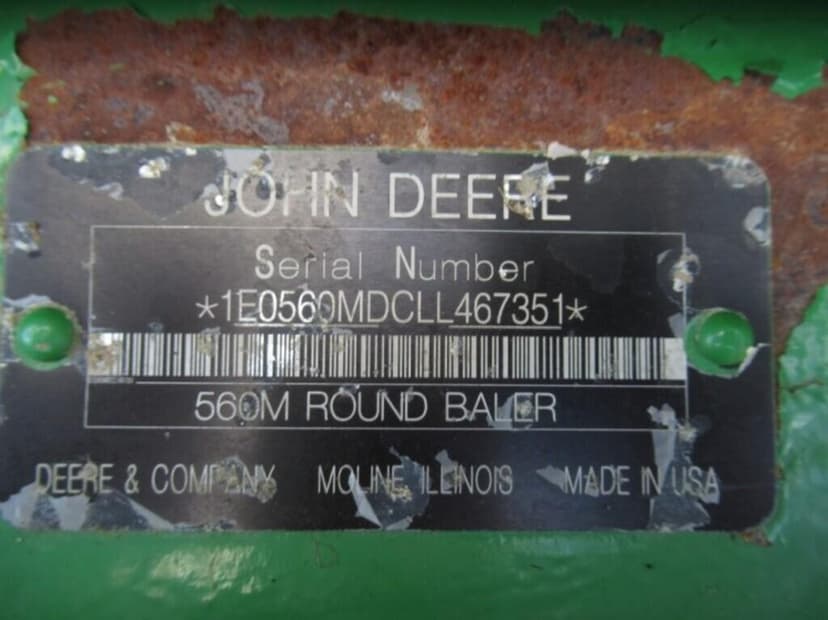 JOHN DEERE
Serial Number
*1E0560MDCLL467351*
560M ROUND BALER
DEERE & COMPANY MOLINE, ILLINOIS MADE IN USA